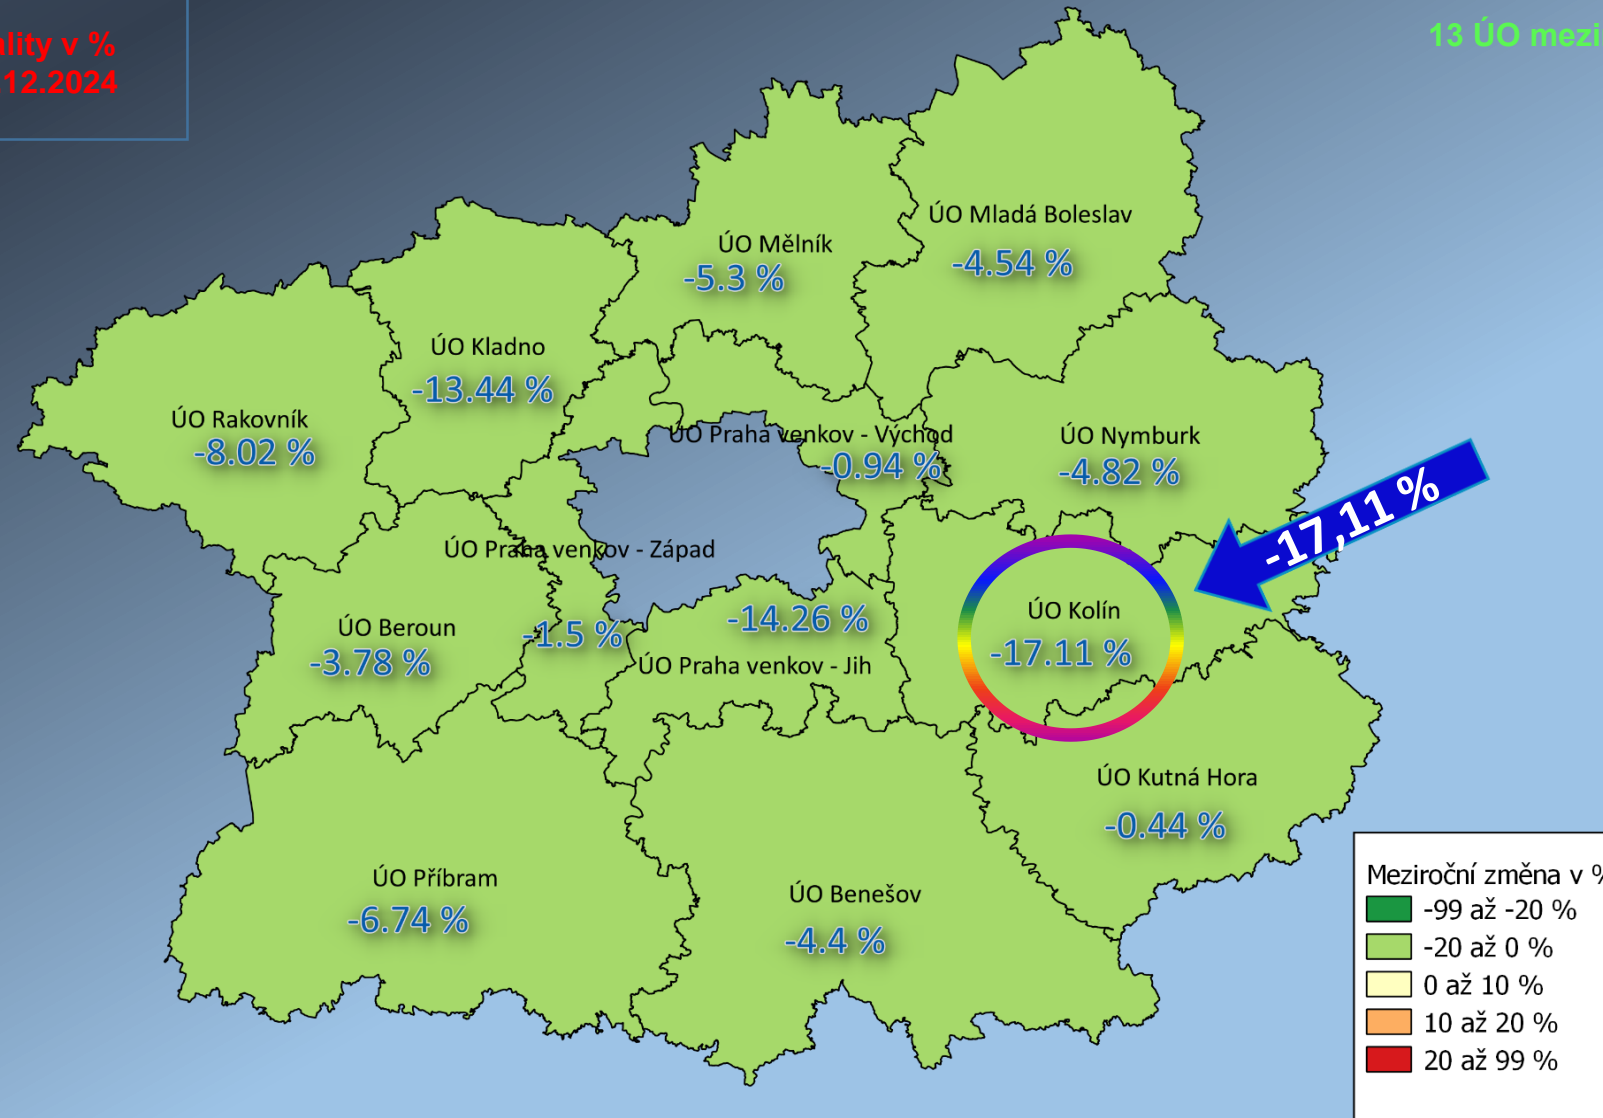 ality v %
.12.2024
13 ÚO mezi
ÚO Mladá Boleslav
-4.54 %
ÚO Mělník
-5.3 %
ÚO Kladno
-13.44 %
ÚO Rakovník
-8.02 %
ÚO Praha venkov - Východ
-0.94 %
ÚO Nymburk
-4.82 %
-17,11 %
ÚO Praha venkov - Západ
-1.5 %
ÚO Beroun
-3.78 %
-14.26 %
ÚO Praha venkov - Jih
ÚO Kolín
-17.11 %
ÚO Kutná Hora
-0.44 %
ÚO Příbram
-6.74 %
ÚO Benešov
-4.4 %
Meziroční změna v %
-99 až -20 %
-20 až 0 %
0 až 10 %
10 až 20 %
20 až 99 %